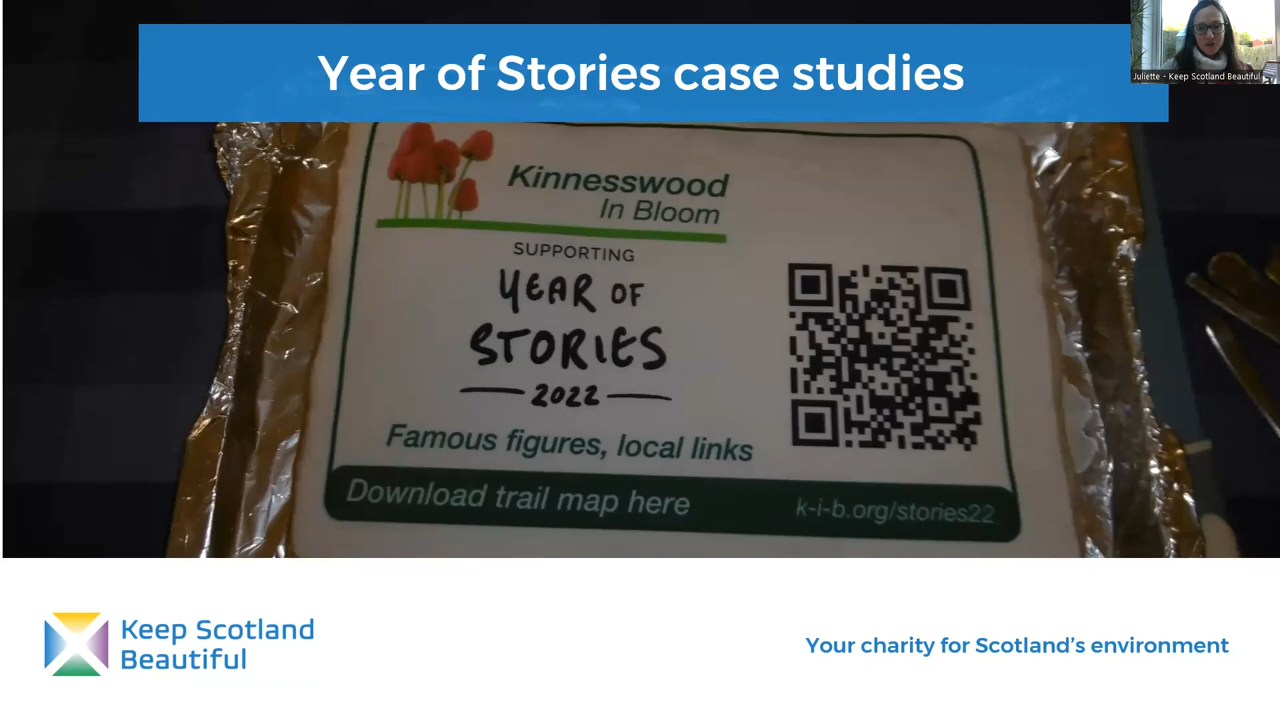 Year of Stories case studies
Juliette - Keep Scotland Beautiful
Kinnesswood
In Bloom
SUPPORTING
YEAR OF
STORIES
2022
Famous figures, local links
Download trail map here
k-i-b.org/stories22
Keep Scotland
Beautiful
Your charity for Scotland's environment